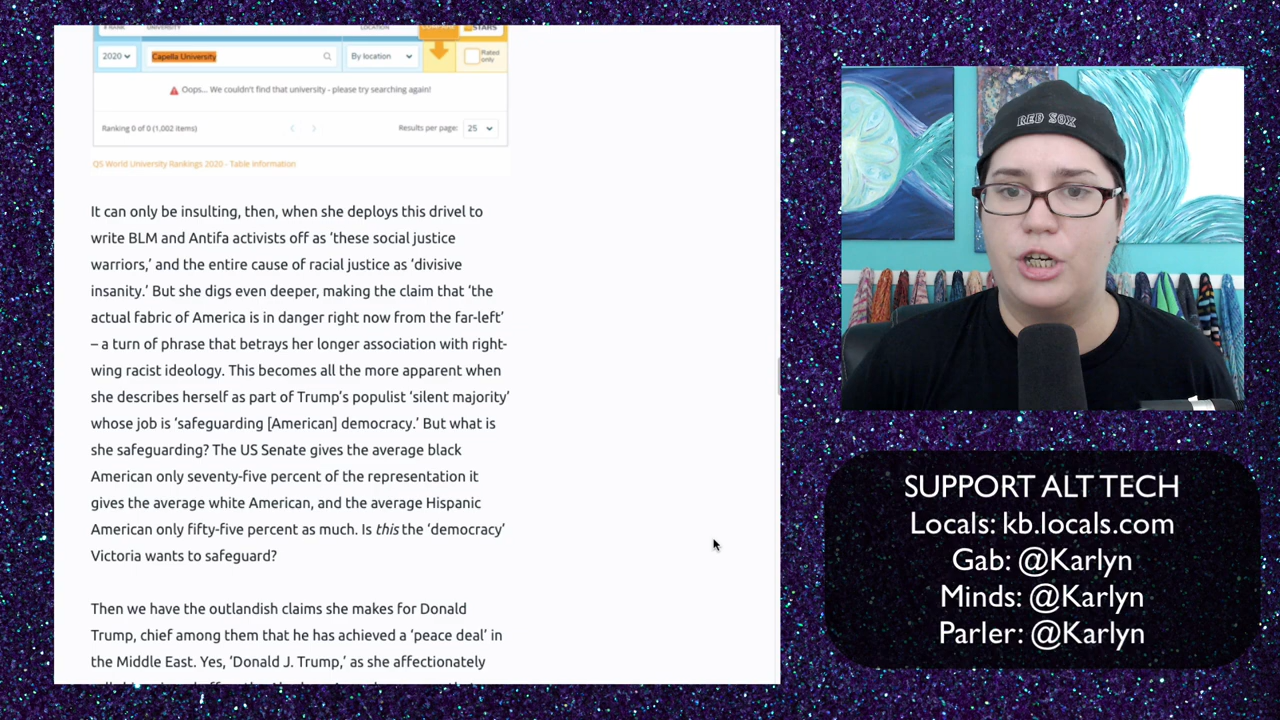 # RANK UNIVERSITY LOCATION STARS
2020 Capella University By location Rated only
Oops... We couldn't find that university - please try searching again!
Ranking 0 of 0 (1,002 items) Results per page: 25
QS World University Rankings 2020 - Table information
It can only be insulting, then, when she deploys this drivel to
write BLM and Antifa activists off as ‘these social justice
warriors,’ and the entire cause of racial justice as ‘divisive
insanity.’ But she digs even deeper, making the claim that ‘the
actual fabric of America is in danger right now from the far-left’
– a turn of phrase that betrays her longer association with right-
wing racist ideology. This becomes all the more apparent when
she describes herself as part of Trump’s populist ‘silent majority’
whose job is ‘safeguarding [American] democracy.’ But what is
she safeguarding? The US Senate gives the average black
American only seventy-five percent of the representation it
gives the average white American, and the average Hispanic
American only fifty-five percent as much. Is this the ‘democracy’
Victoria wants to safeguard?
Then we have the outlandish claims she makes for Donald
Trump, chief among them that he has achieved a ‘peace deal’ in
the Middle East. Yes, ‘Donald J. Trump,’ as she affectionately
RED SOX
SUPPORT ALT TECH
Locals: kb.locals.com
Gab: @Karlyn
Minds: @Karlyn
Parler: @Karlyn